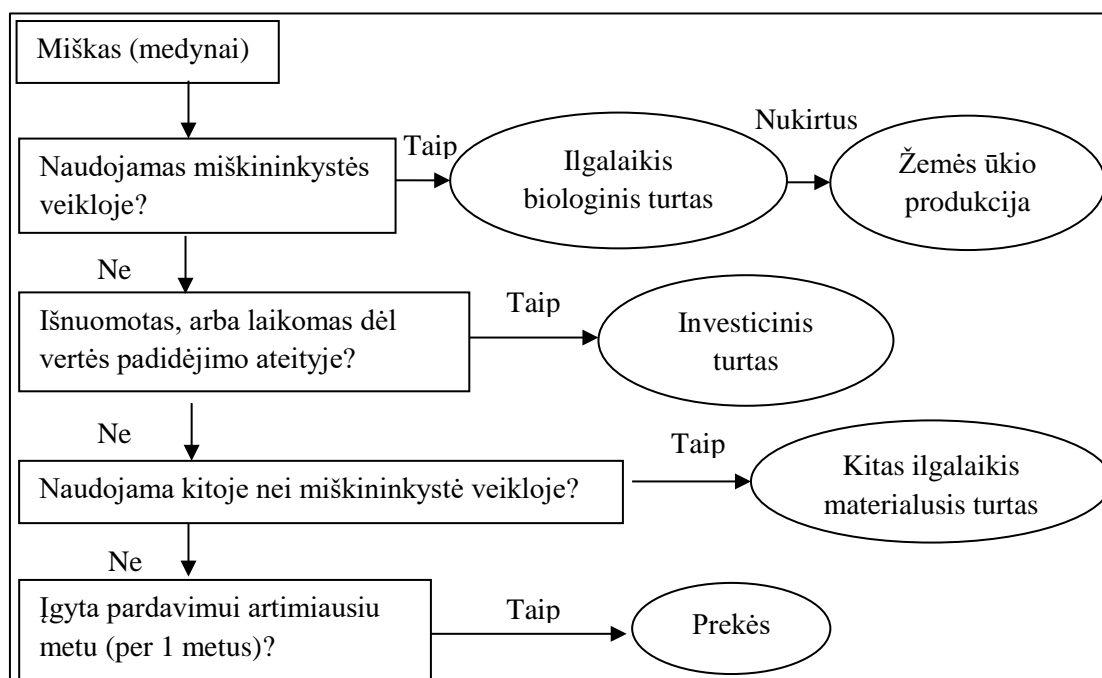 Miškas (medynai)
Naudojamas miškininkystės
veikloje?
Taip
Ilgalaikis
biologinis turtas
Nukirtus
Žemės ūkio
produkcija
Ne
Išnuomotas, arba laikomas dėl
vertės padidėjimo ateityje?
Taip
Investicinis
turtas
Ne
Naudojama kitoje nei miškininkystė veikloje?
Taip
Kitas ilgalaikis
materialusis turtas
Ne
Įgyta pardavimui artimiausiu
metu (per 1 metus)?
Taip
Prekės